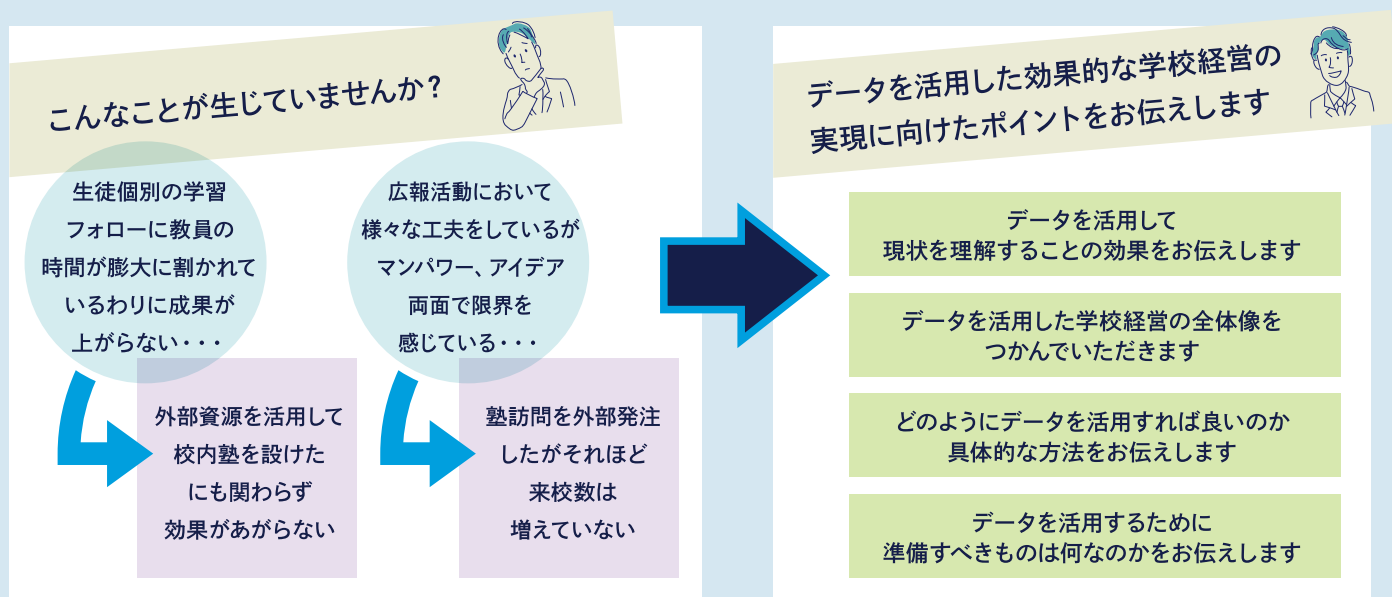 こんなことが生じていませんか？
生徒個別の学習
フォローに教員の
時間が膨大に割かれて
いるわりに成果が
上がらない・・・
外部資源を活用して
校内塾を設けた
にも関わらず
効果があがらない
広報活動において
様々な工夫をしているが
マンパワー、アイデア
両面で限界を
感じている・・・
塾訪問を外部発注
したがそれほど
来校数は
増えていない
データを活用した効果的な学校経営の
実現に向けたポイントをお伝えします
データを活用して
現状を理解することの効果をお伝えします
データを活用した学校経営の全体像を
つかんでいただきます
どのようにデータを活用すれば良いのか
具体的な方法をお伝えします
データを活用するために
準備すべきものは何なのかをお伝えします